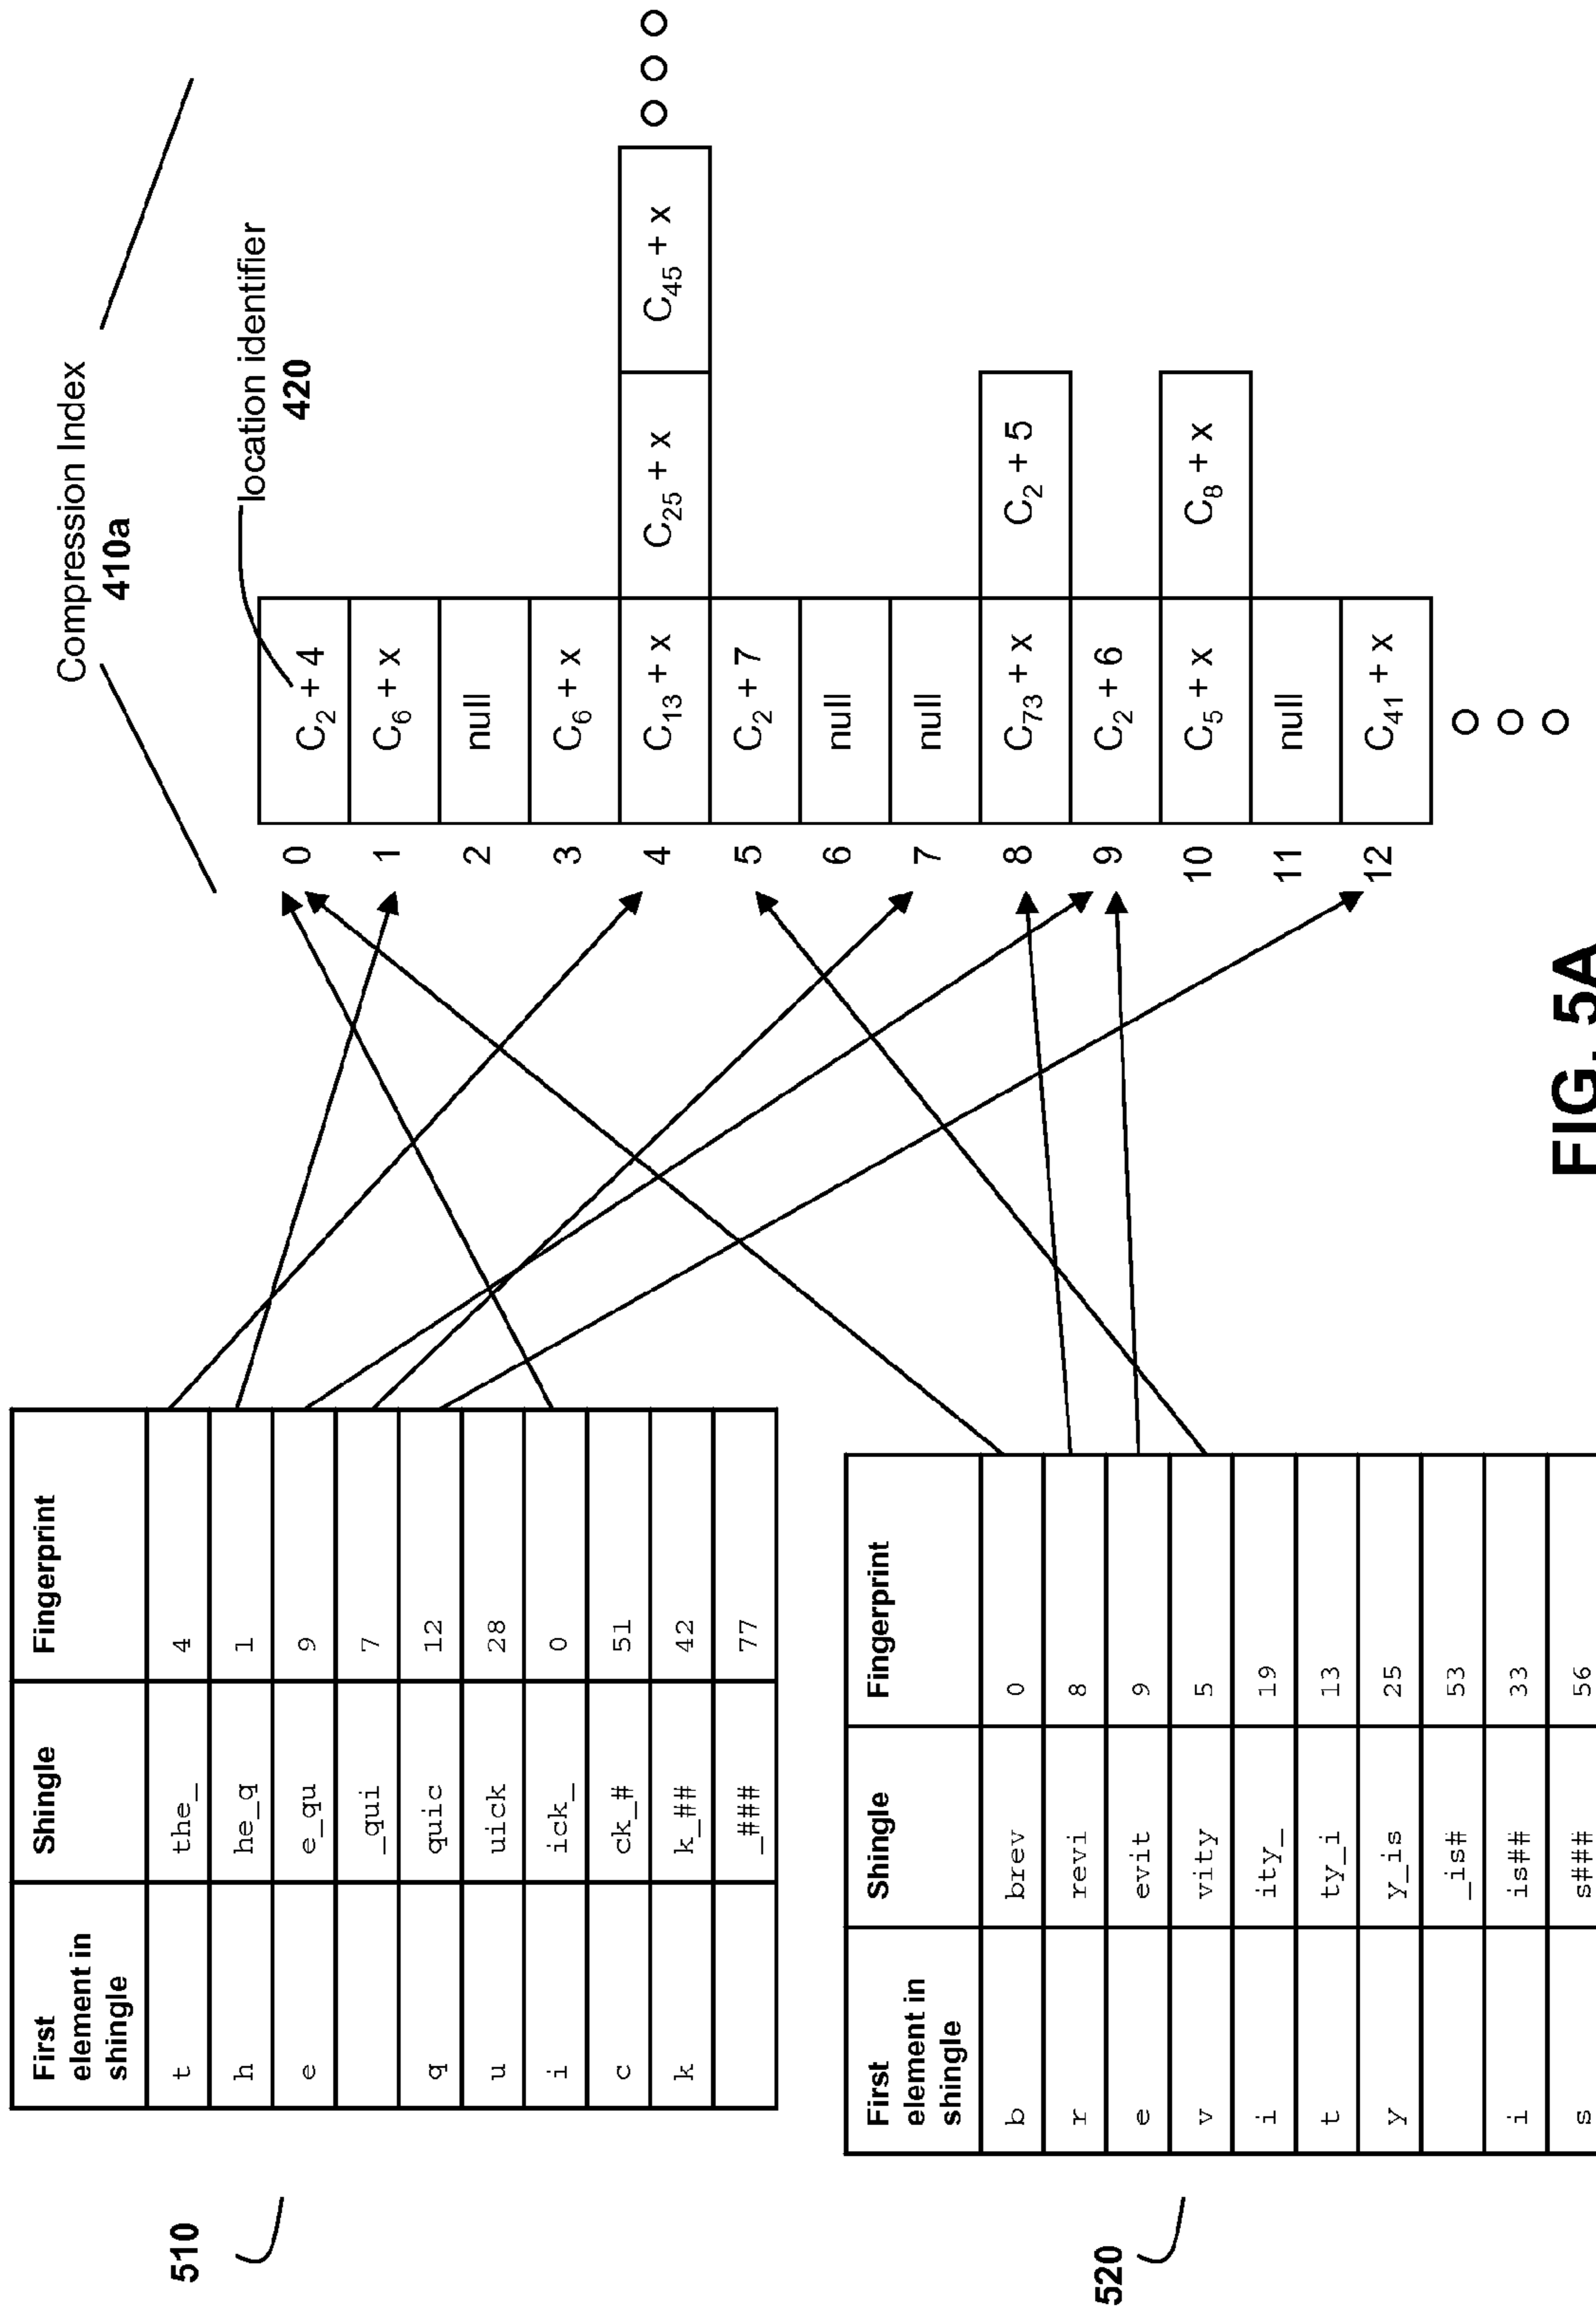 Compression Index
410a
location identifier
420
510
First element in shingle Shingle Fingerprint
t the_ 4
h he_q 1
e e_qu 9
_qui 7
q quic 12
u uick 28
i ick_ 0
c ck_# 51
k k_## 42
_### 77
520
First element in shingle Shingle Fingerprint
b brev 0
r revi 8
e evit 9
v vity 5
i ity_ 19
t ty_i 13
y y_is 25
_is# 53
i is## 33
s s### 56
0 C2 + 4
1 C6 + x
2 null
3 C6 + x
4 C13 + x C25 + x C45 + x
5 C2 + 7
6 null
7 null
8 C73 + x C2 + 5
9 C2 + 6
10 C5 + x C8 + x
11 null
12 C41 + x
FIG. 5A